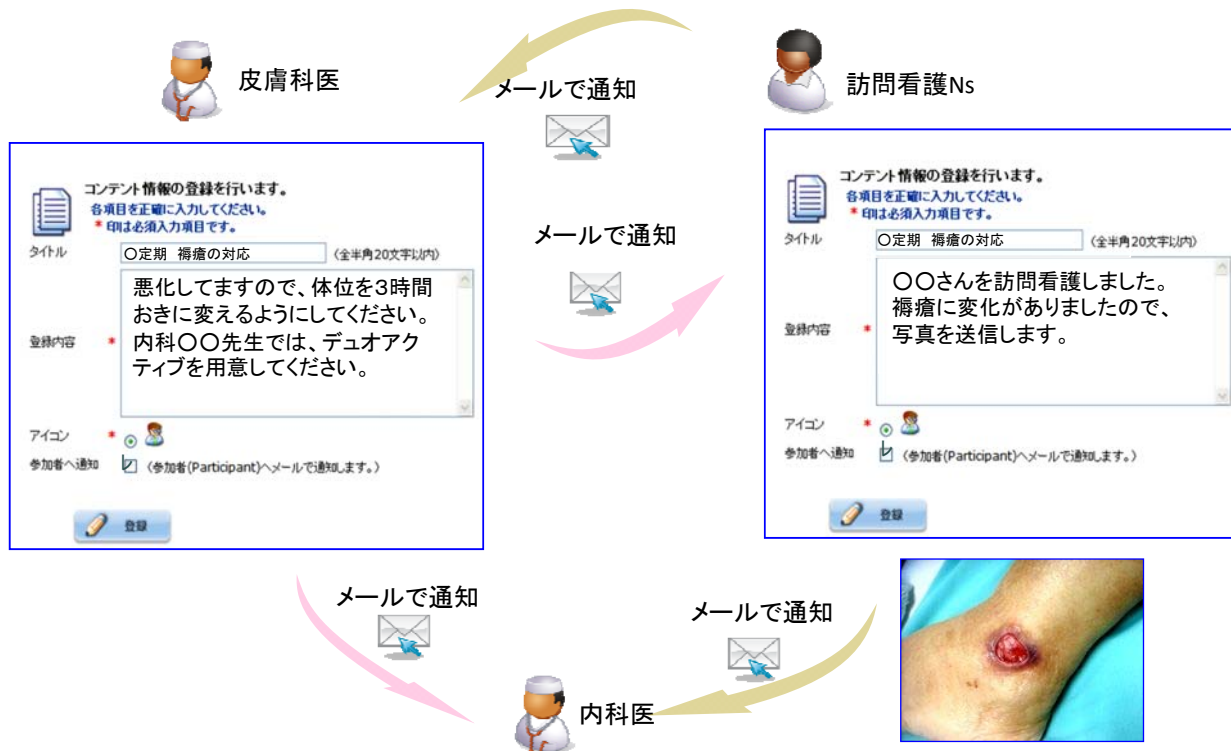 皮膚科医
メールで通知
訪問看護Ns
コンテント情報の登録を行います。
各項目を正確に入力してください。
*印は必須入力項目です。
タイトル 〇定期 褥瘡の対応 (全半角20文字以内)
悪化してますので、体位を3時間
おきに変えるようにしてください。
内科〇〇先生では、デュオアク
ティブを用意してください。
登録内容 *
アイコン *
参加者へ通知 (参加者(Participant)へメールで通知します。)
登録
メールで通知
コンテント情報の登録を行います。
各項目を正確に入力してください。
*印は必須入力項目です。
タイトル 〇定期 褥瘡の対応 (全半角20文字以内)
〇〇さんを訪問看護しました。
褥瘡に変化がありましたので、
写真を送信します。
登録内容 *
アイコン *
参加者へ通知 (参加者(Participant)へメールで通知します。)
登録
メールで通知
メールで通知
内科医